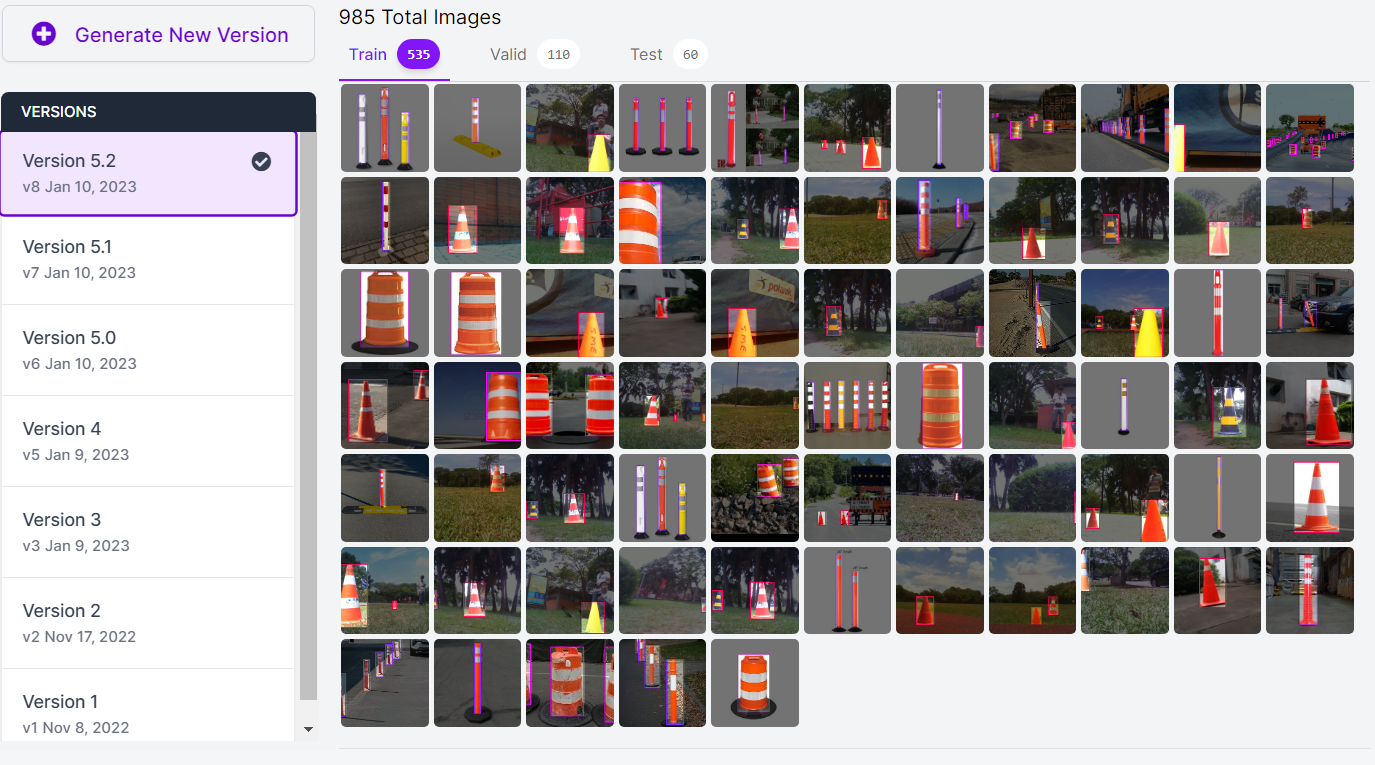 Generate New Version
985 Total Images
Train 535 Valid 110 Test 60
VERSIONS
Version 5.2
v8 Jan 10, 2023
Version 5.1
v7 Jan 10, 2023
Version 5.0
v6 Jan 10, 2023
Version 4
v5 Jan 9, 2023
Version 3
v3 Jan 9, 2023
Version 2
v2 Nov 17, 2022
Version 1
v1 Nov 8, 2022